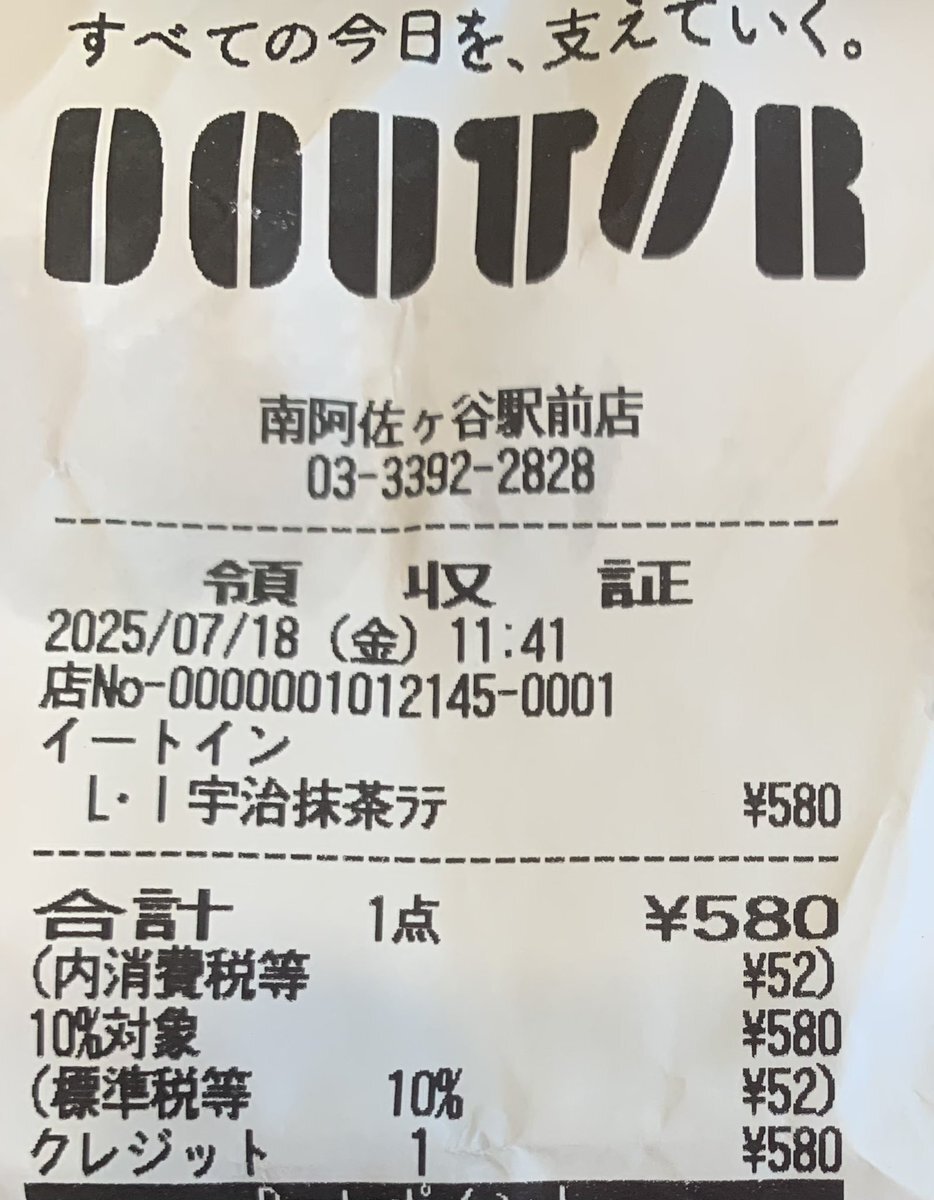 すべての今日を、支えていく。
DOUTOR
南阿佐ヶ谷駅前店
03-3392-2828
領 収 証
2025/07/18 (金) 11:41
店No-0000001012145-0001
イートイン
L・I宇治抹茶ﾗﾃ ¥580
合計 1点 ¥580
(内消費税等 ¥52)
10%対象 ¥580
(標準税等 10% ¥52)
クレジット 1 ¥580